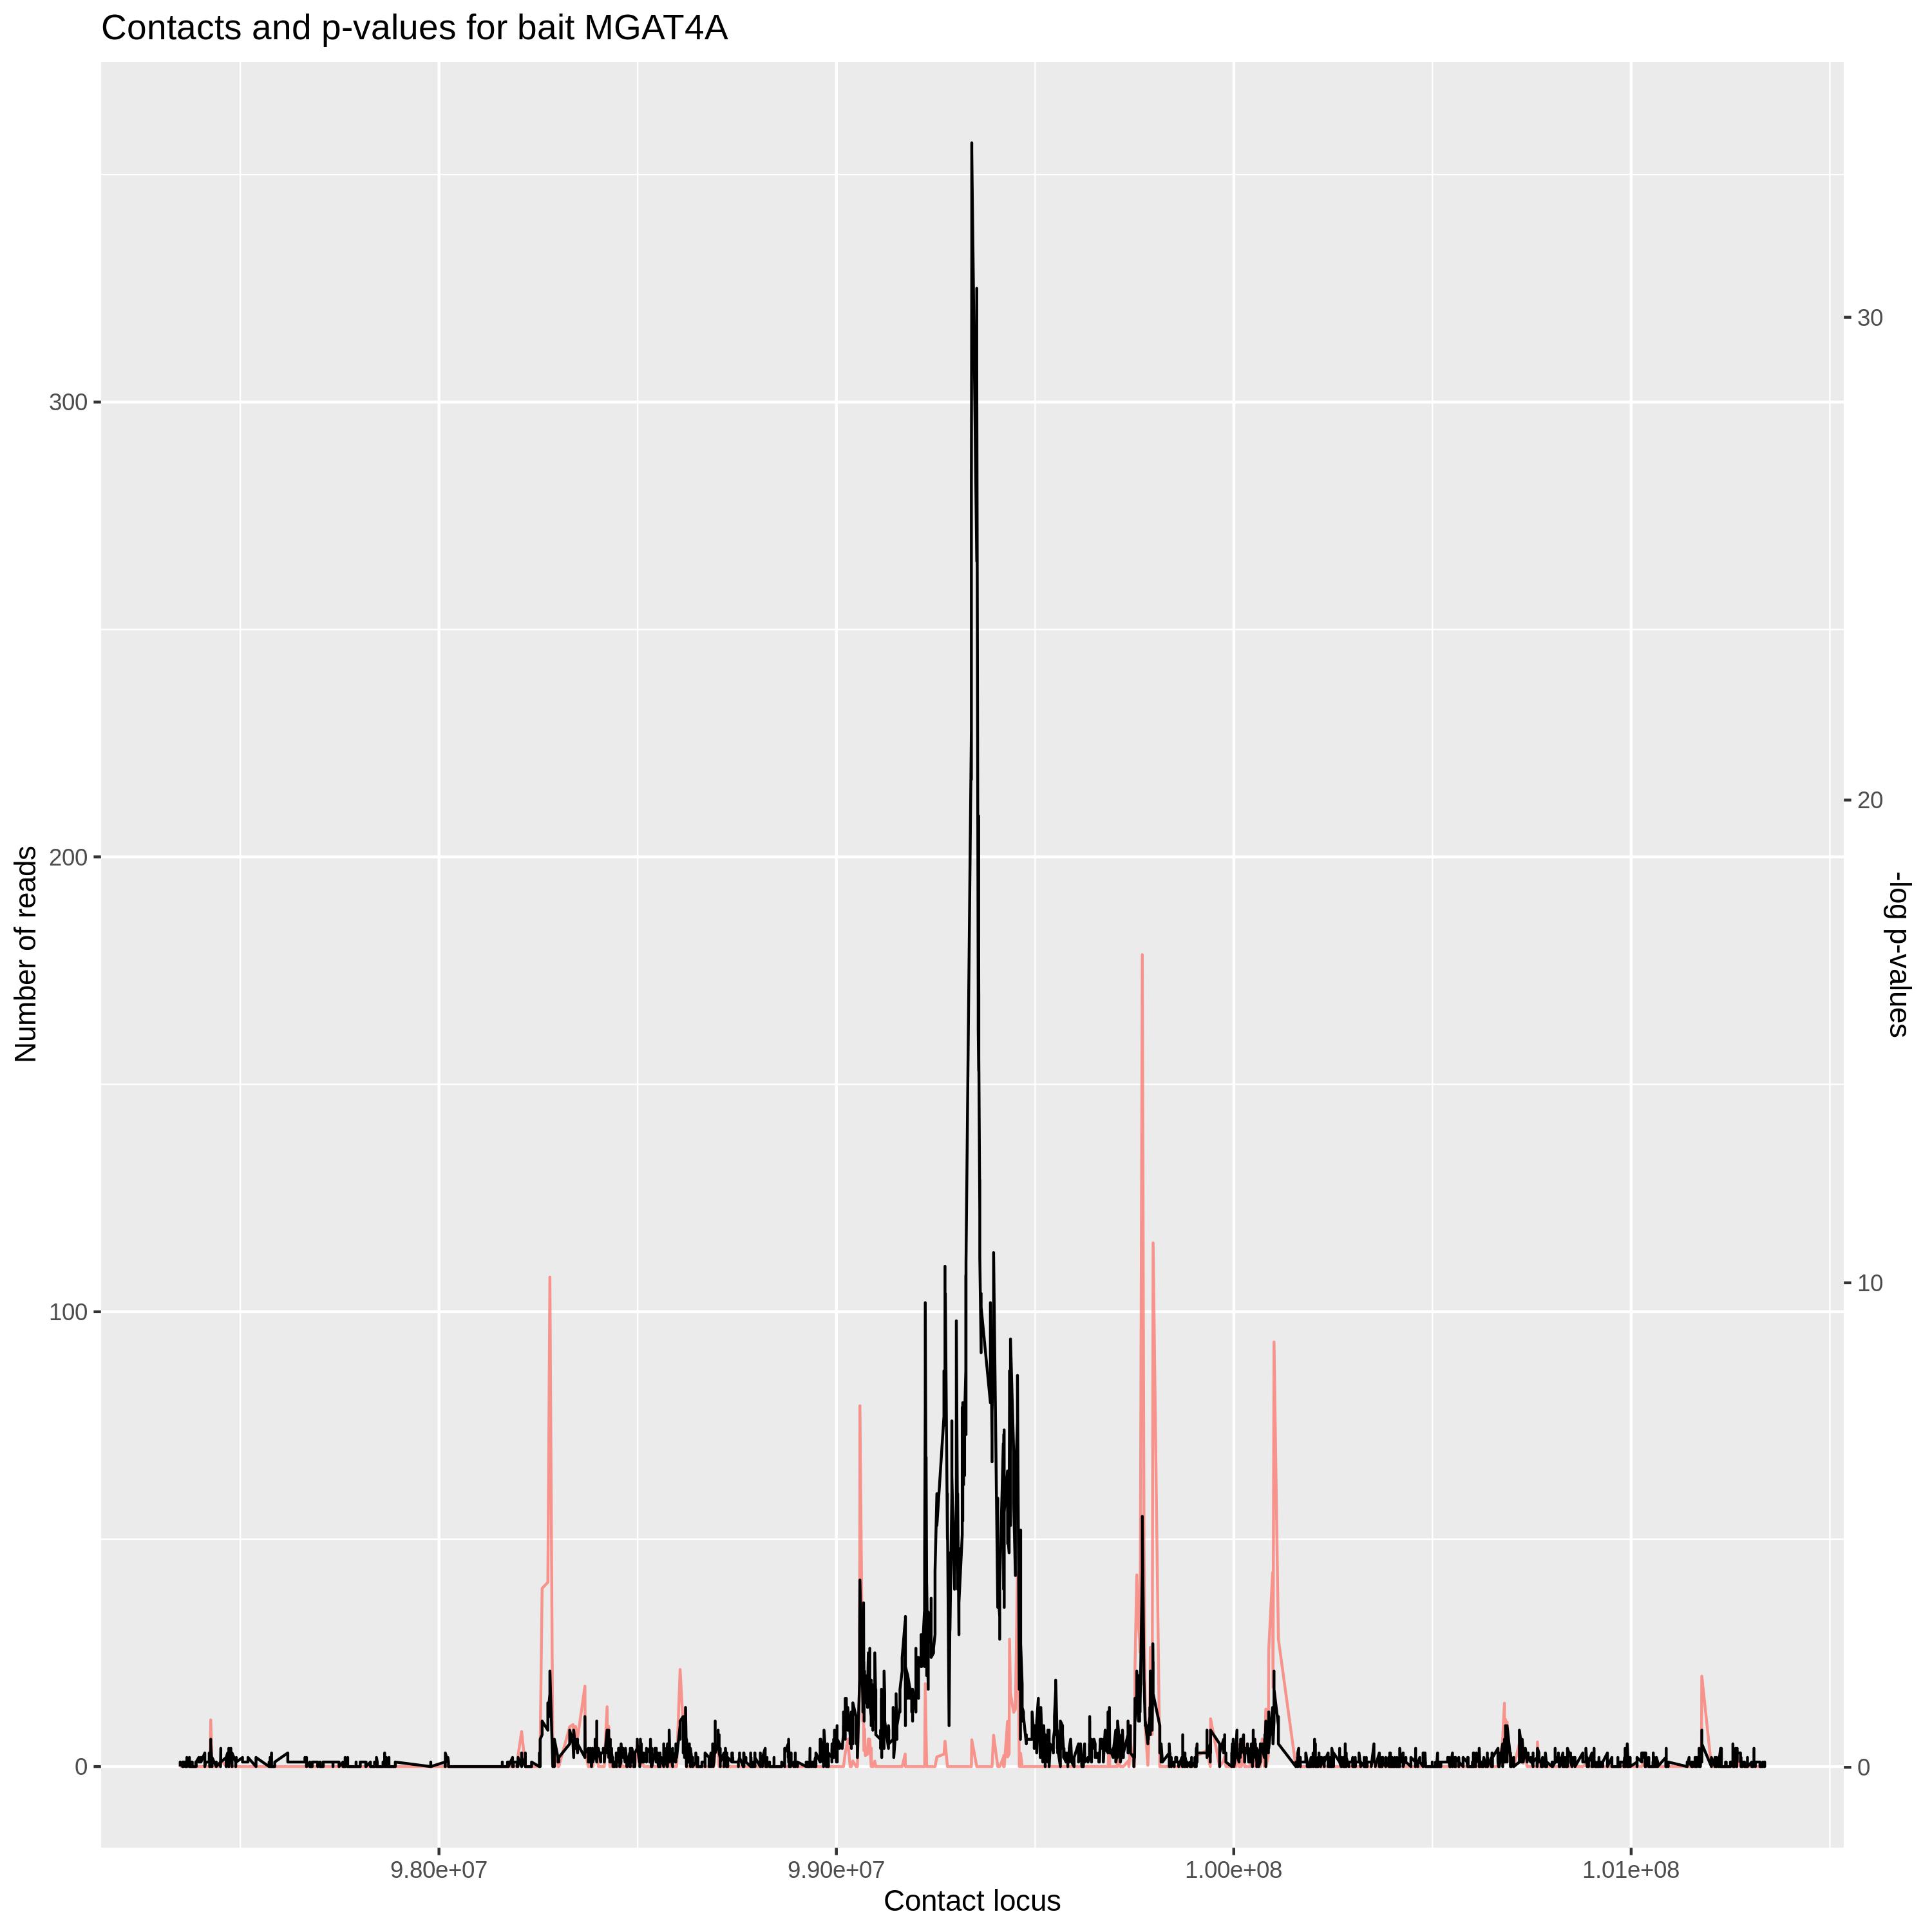 Contacts and p-values for bait MGAT4A
Number of reads
300
200
100
0
30
20
10
0
-log p-values
9.80e+07
9.90e+07
1.00e+08
1.01e+08
Contact locus